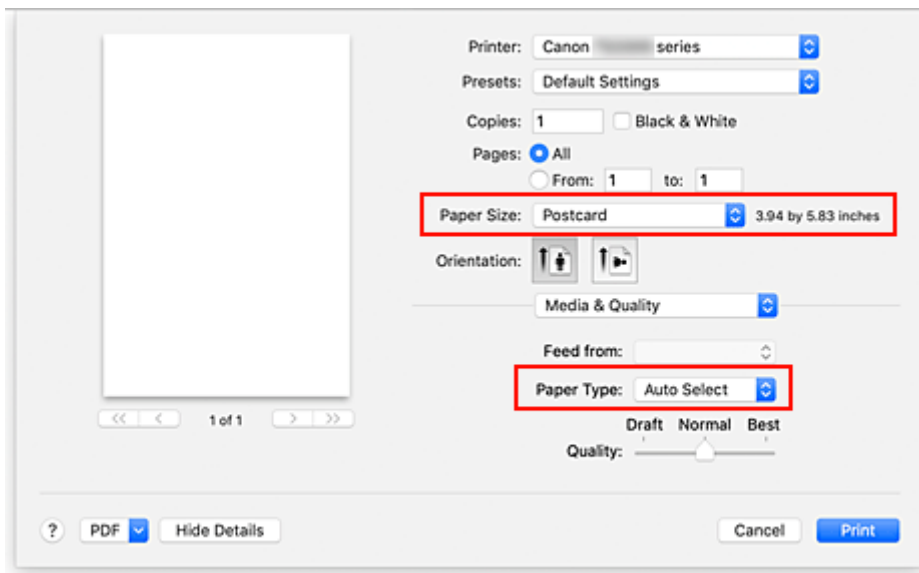 Printer: Canon series
Presets: Default Settings
Copies: 1 Black & White
Pages: All
From: 1 to: 1
Paper Size: Postcard 3.94 by 5.83 inches
Orientation:
Media & Quality
Feed from:
Paper Type: Auto Select
Draft Normal Best
Quality:
<< < 1 of 1 > >>
? PDF Hide Details Cancel Print